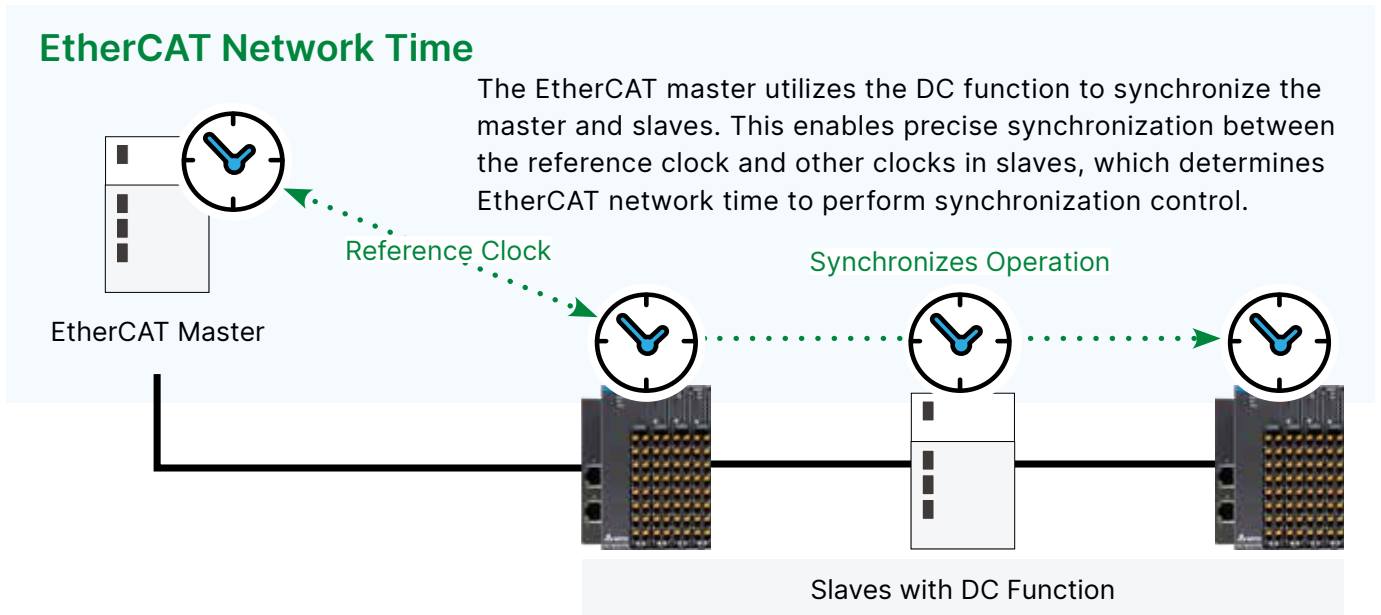 EtherCAT Network Time
The EtherCAT master utilizes the DC function to synchronize the
master and slaves. This enables precise synchronization between
the reference clock and other clocks in slaves, which determines
EtherCAT network time to perform synchronization control.
Reference Clock
Synchronizes Operation
EtherCAT Master
Slaves with DC Function